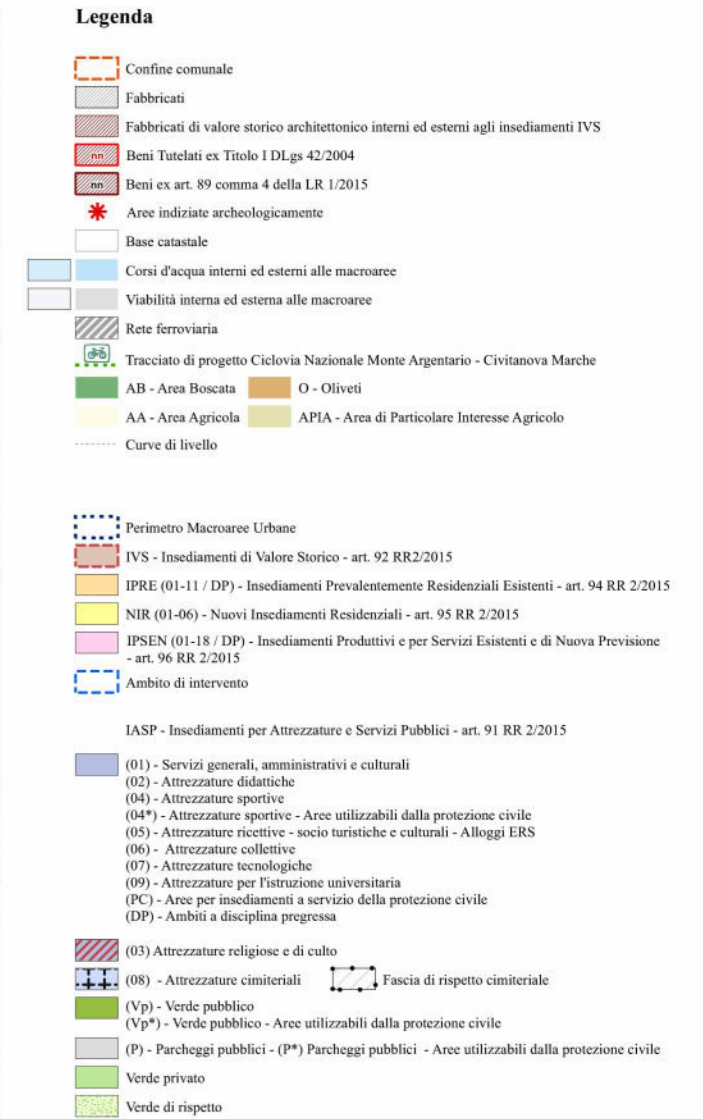 Legenda
Confine comunale
Fabbricati
Fabbricati di valore storico architettonico interni ed esterni agli insediamenti IVS
nn Beni Tutelati ex Titolo I DLgs 42/2004
nn Beni ex art. 89 comma 4 della LR 1/2015
Aree indiziate archeologicamente
Base catastale
Corsi d'acqua interni ed esterni alle macroaree
Viabilità interna ed esterna alle macroaree
Rete ferroviaria
Tracciato di progetto Ciclovia Nazionale Monte Argentario - Civitanova Marche
AB - Area Boscata O - Oliveti
AA - Area Agricola APIA - Area di Particolare Interesse Agricolo
Curve di livello
Perimetro Macroaree Urbane
IVS - Insediamenti di Valore Storico - art. 92 RR2/2015
IPRE (01-11 / DP) - Insediamenti Prevalentemente Residenziali Esistenti - art. 94 RR 2/2015
NIR (01-06) - Nuovi Insediamenti Residenziali - art. 95 RR 2/2015
IPSEN (01-18 / DP) - Insediamenti Produttivi e per Servizi Esistenti e di Nuova Previsione
- art. 96 RR 2/2015
Ambito di intervento
IASP - Insediamenti per Attrezzature e Servizi Pubblici - art. 91 RR 2/2015
(01) - Servizi generali, amministrativi e culturali
(02) - Attrezzature didattiche
(04) - Attrezzature sportive
(04*) - Attrezzature sportive - Aree utilizzabili dalla protezione civile
(05) - Attrezzature ricettive - socio turistiche e culturali - Alloggi ERS
(06) - Attrezzature collettive
(07) - Attrezzature tecnologiche
(09) - Attrezzature per l'istruzione universitaria
(PC) - Aree per insediamenti a servizio della protezione civile
(DP) - Ambiti a disciplina pregressa
(03) Attrezzature religiose e di culto
(08) - Attrezzature cimiteriali Fascia di rispetto cimiteriale
(Vp) - Verde pubblico
(Vp*) - Verde pubblico - Aree utilizzabili dalla protezione civile
(P) - Parcheggi pubblici - (P*) Parcheggi pubblici - Aree utilizzabili dalla protezione civile
Verde privato
Verde di rispetto